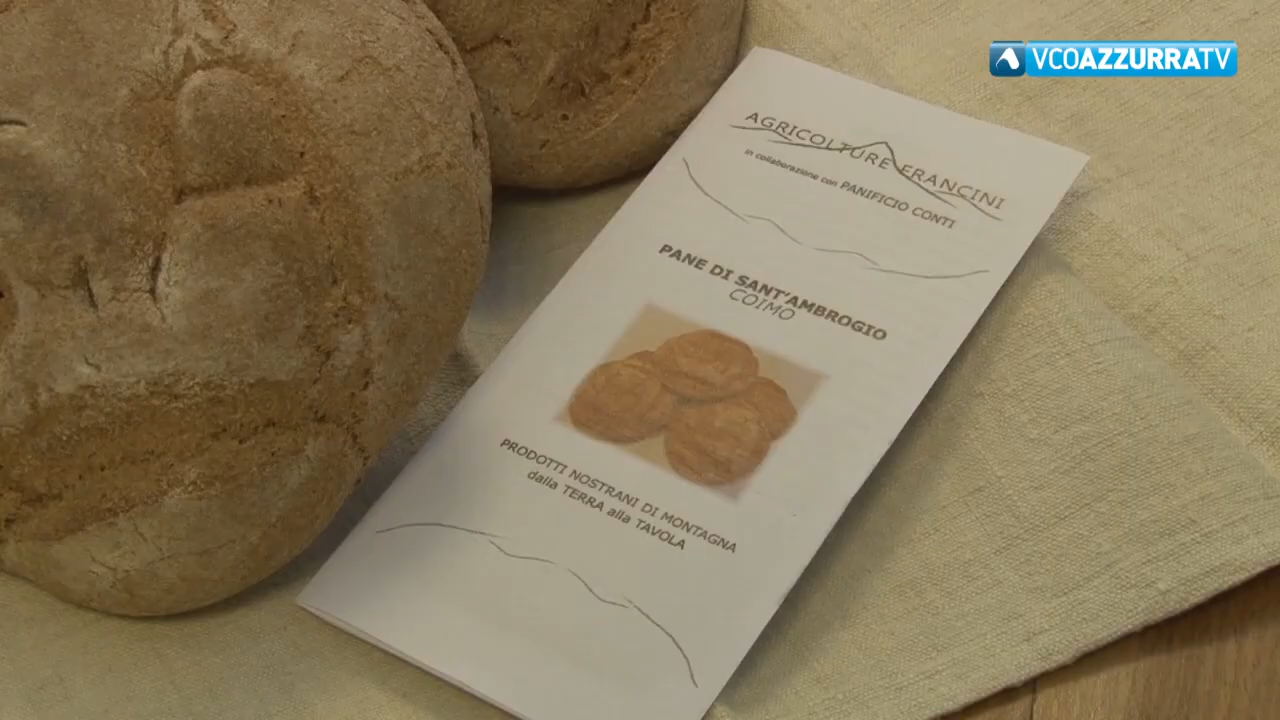 VCOAZZURRATV
AGRICOLTURE FRANCINI
in collaborazione con PANIFICIO CONTI
PANE DI SANT'AMBROGIO
COIMO
PRODOTTI NOSTRANI DI MONTAGNA
dalla TERRA alla TAVOLA